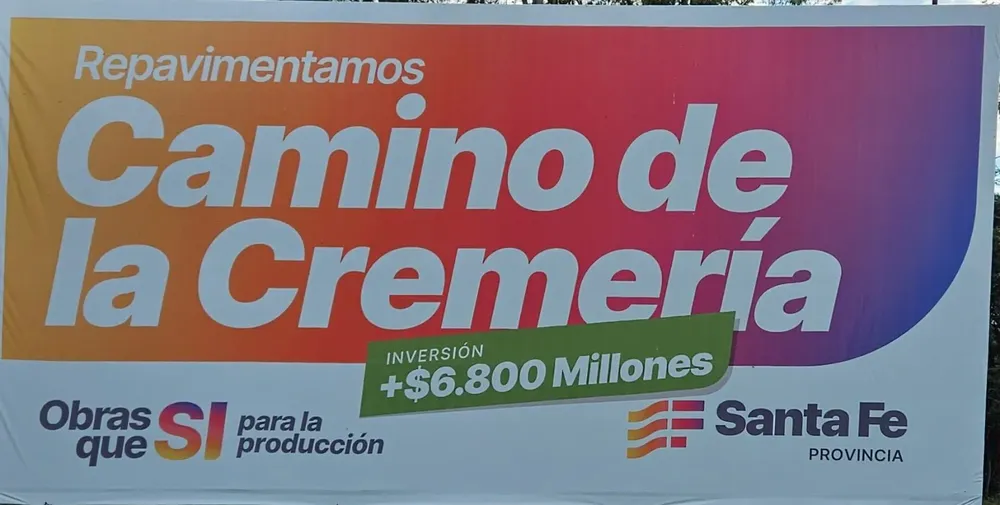 Repavimentamos
Camino de
la Cremería
INVERSIÓN
+$6.800 Millones
Obras que SI para la producción
Santa Fe
PROVINCIA